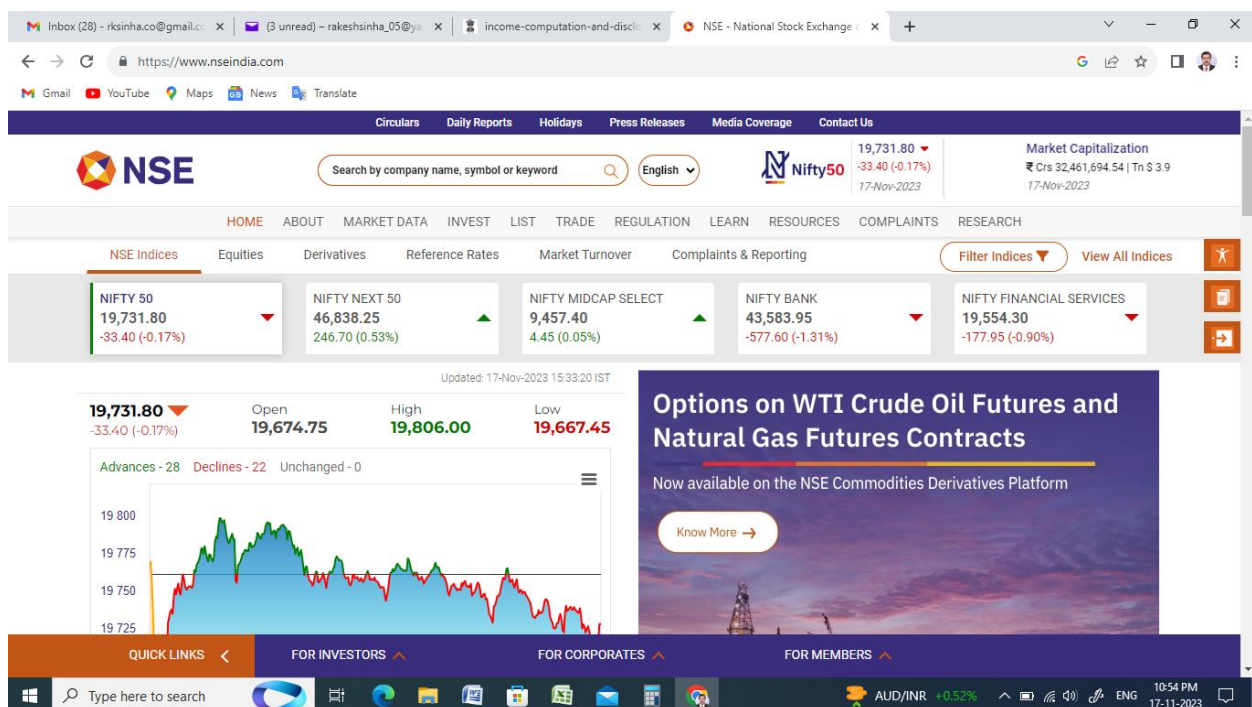 Inbox (28) - rksinha.co@gmail.cc
(3 unread) – rakeshsinha_05@ya
income-computation-and-disclo
NSE - National Stock Exchange
https://www.nseindia.com
Gmail YouTube Maps News Translate
Circulars Daily Reports Holidays Press Releases Media Coverage Contact Us
NSE
Search by company name, symbol or keyword
English
Nifty50
19,731.80
-33.40 (-0.17%)
17-Nov-2023
Market Capitalization
₹ Crs 32,461,694.54 | Tn $ 3.9
17-Nov-2023
HOME ABOUT MARKET DATA INVEST LIST TRADE REGULATION LEARN RESOURCES COMPLAINTS RESEARCH
NSE Indices Equities Derivatives Reference Rates Market Turnover Complaints & Reporting Filter Indices View All Indices
NIFTY 50
19,731.80
-33.40 (-0.17%)
NIFTY NEXT 50
46,838.25
246.70 (0.53%)
NIFTY MIDCAP SELECT
9,457.40
4.45 (0.05%)
NIFTY BANK
43,583.95
-577.60 (-1.31%)
NIFTY FINANCIAL SERVICES
19,554.30
-177.95 (-0.90%)
Updated: 17-Nov-2023 15:33:20 IST
19,731.80
-33.40 (-0.17%)
Open
19,674.75
High
19,806.00
Low
19,667.45
Advances - 28 Declines - 22 Unchanged - 0
19 800
19 775
19 750
19 725
Options on WTI Crude Oil Futures and
Natural Gas Futures Contracts
Now available on the NSE Commodities Derivatives Platform
Know More →
QUICK LINKS FOR INVESTORS FOR CORPORATES FOR MEMBERS
Type here to search
AUD/INR +0.52%
ENG
10:54 PM
17-11-2023